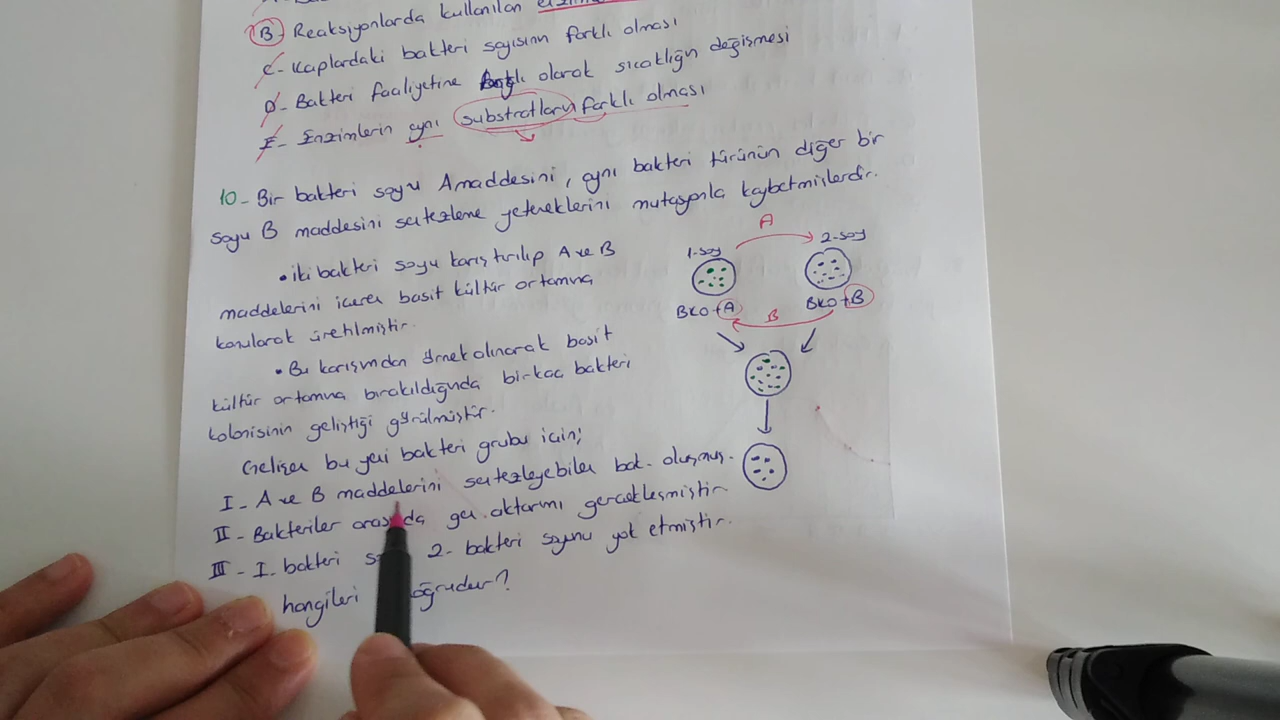 B- Reaksiyonlarda kullanılan
C- Kaplardaki bakteri sayısının farklı olması
D- Bakteri faaliyetine bağlı olarak sıcaklığın değişmesi
E- Enzimlerin aynı substratların farklı olması
10- Bir bakteri soyu A maddesini, aynı bakteri türünün diğer bir
soyu B maddesini sentezleme yeteneklerini mutasyonla kaybetmişlerdir.
• İki bakteri soyu karıştırılıp A ve B
maddelerini içeren basit kültür ortamına
konularak üretilmiştir.
• Bu karışımdan örnek alınarak basit
kültür ortamına bırakıldığında birkaç bakteri
kolonisinin geliştiği görülmüştür.
Gelişen bu yeni bakteri grubu için;
I- A ve B maddelerini sentezleyebilen bak. oluşmuş.
II- Bakteriler arasında gen aktarımı gerçekleşmiştir.
III- I. bakteri 2- bakteri soyunu yok etmiştir.
hangileri doğrudur?
A
1-soy
2-soy
BKO+A
B
BKO+B